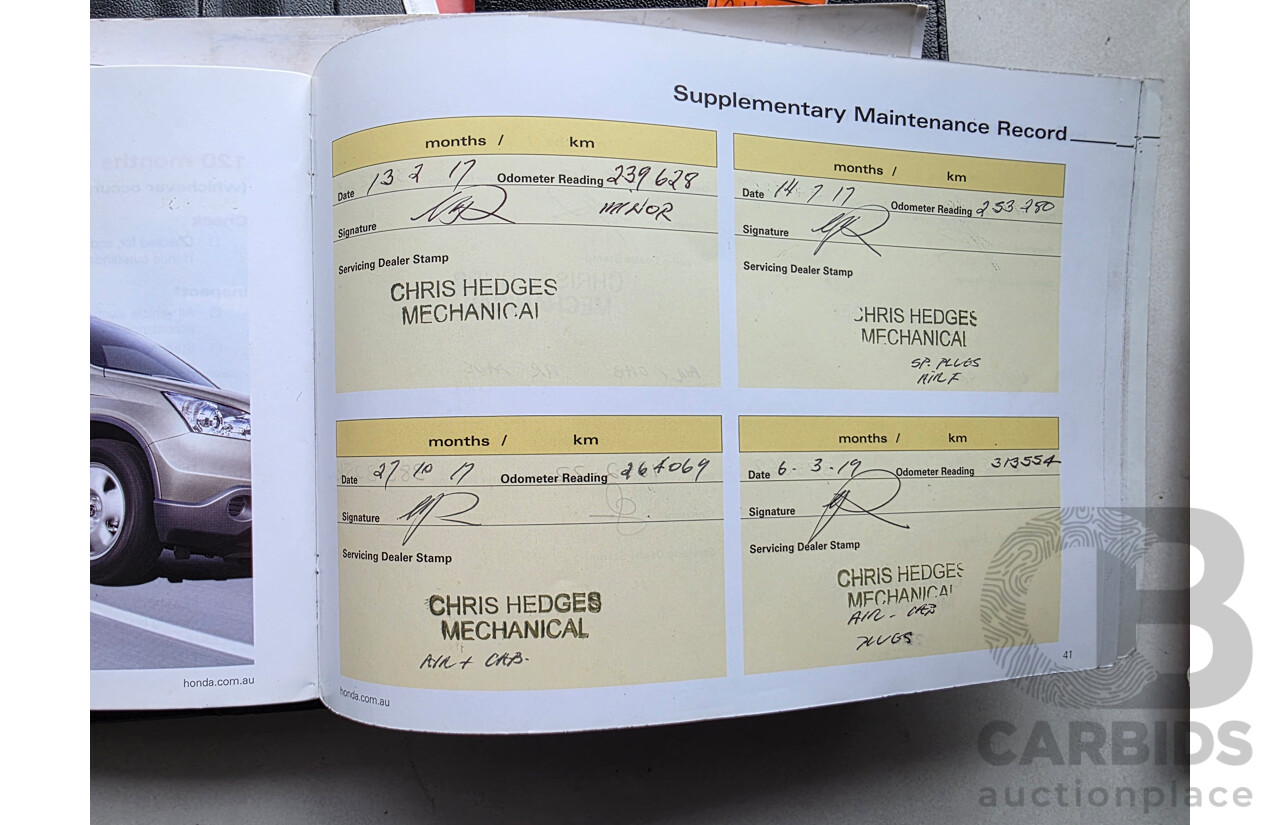 Supplementary Maintenance Record
months / km
Date 13 2 17 Odometer Reading 239628
Signature MINOR
Servicing Dealer Stamp
CHRIS HEDGES
MECHANICAL
months / km
Date 14 7 17 Odometer Reading 253280
Signature
Servicing Dealer Stamp
CHRIS HEDGES
MECHANICAL
SP. PLUGS
AIR F
months / km
Date 27 10 17 Odometer Reading 264069
Signature
Servicing Dealer Stamp
CHRIS HEDGES
MECHANICAL
AIR + CAB.
months / km
Date 6-3-19 Odometer Reading 313554
Signature
Servicing Dealer Stamp
CHRIS HEDGES
MECHANICAL
AIR - CAB
PLUGS
41
honda.com.au
honda.com.au
CARBIDS
auctionplace